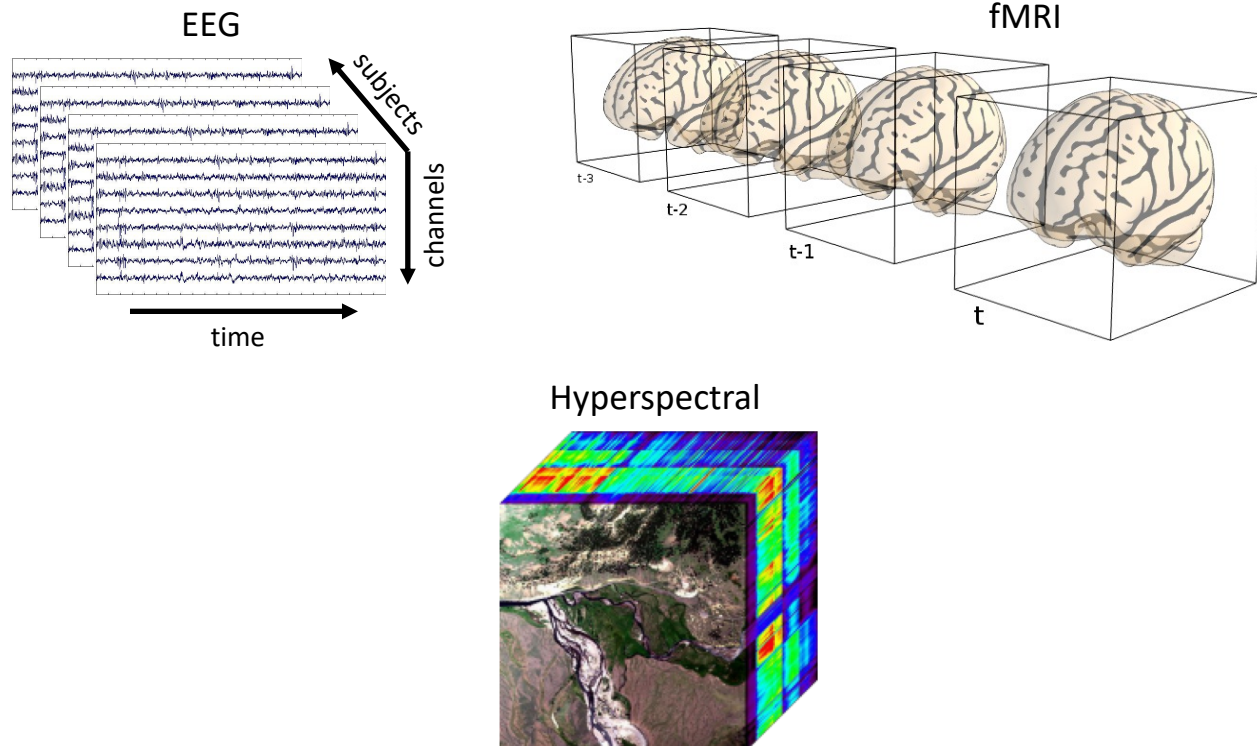 EEG
subjects
channels
time
fMRI
t-3
t-2
t-1
t
Hyperspectral